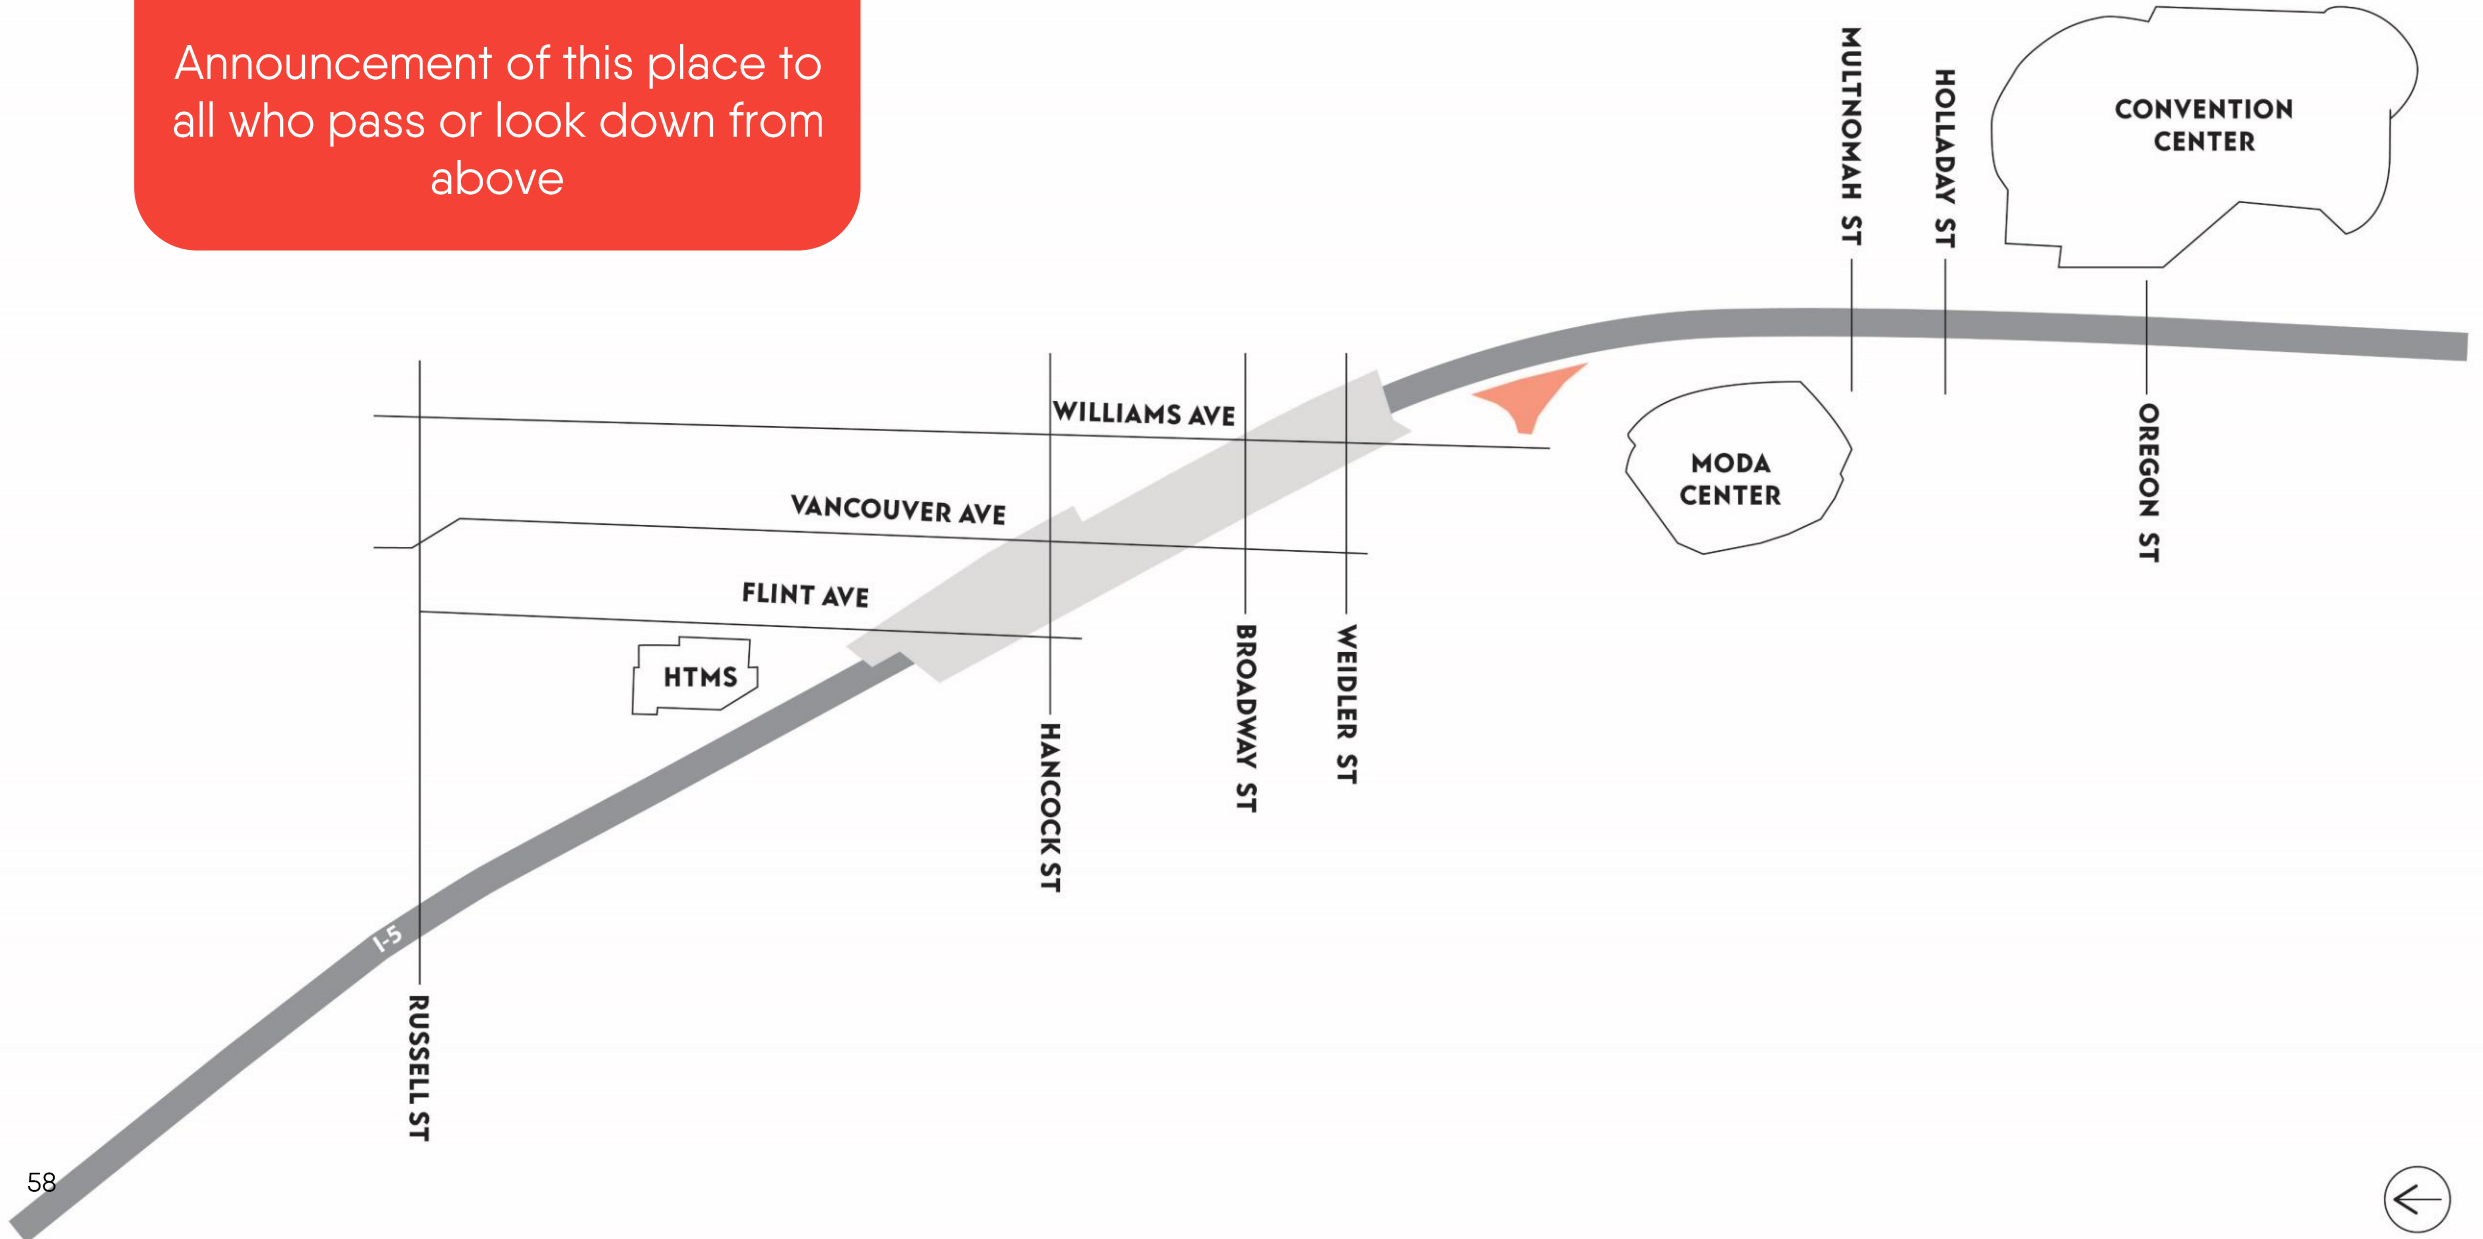 Announcement of this place to
all who pass or look down from
above
MULTNOMAH ST
HOLLADAY ST
CONVENTION
CENTER
WILLIAMS AVE
MODA
CENTER
OREGON ST
VANCOUVER AVE
FLINT AVE
HTMS
BROADWAY ST
WEIDLER ST
HANCOCK ST
I-5
RUSSELL ST
58